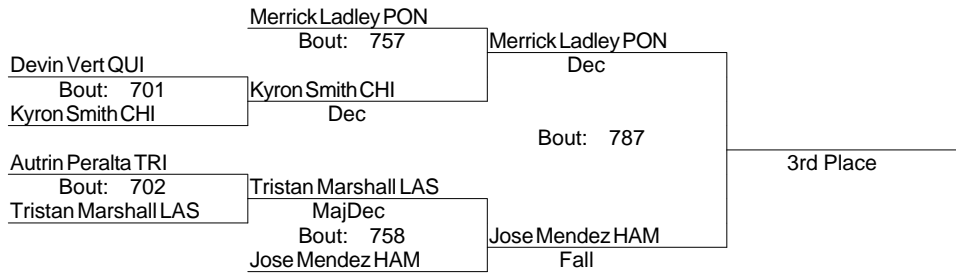 Merrick Ladley PON
Bout: 757
Merrick Ladley PON
Devin Vert QUI
Dec
Bout: 701
Kyron Smith CHI
Kyron Smith CHI
Dec
Bout: 787
Autrin Peralta TRI
3rd Place
Bout: 702
Tristan Marshall LAS
Tristan Marshall LAS
MajDec
Bout: 758
Jose Mendez HAM
Jose Mendez HAM
Fall